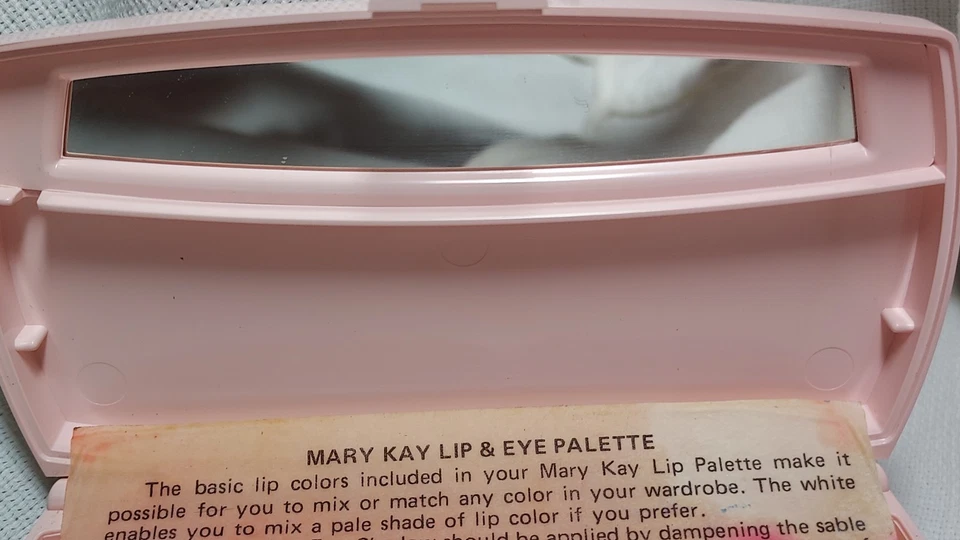 MARY KAY LIP & EYE PALETTE
The basic lip colors included in your Mary Kay Lip Palette make it
possible for you to mix or match any color in your wardrobe. The white
enables you to mix a pale shade of lip color if you prefer.
should be applied by dampening the sable